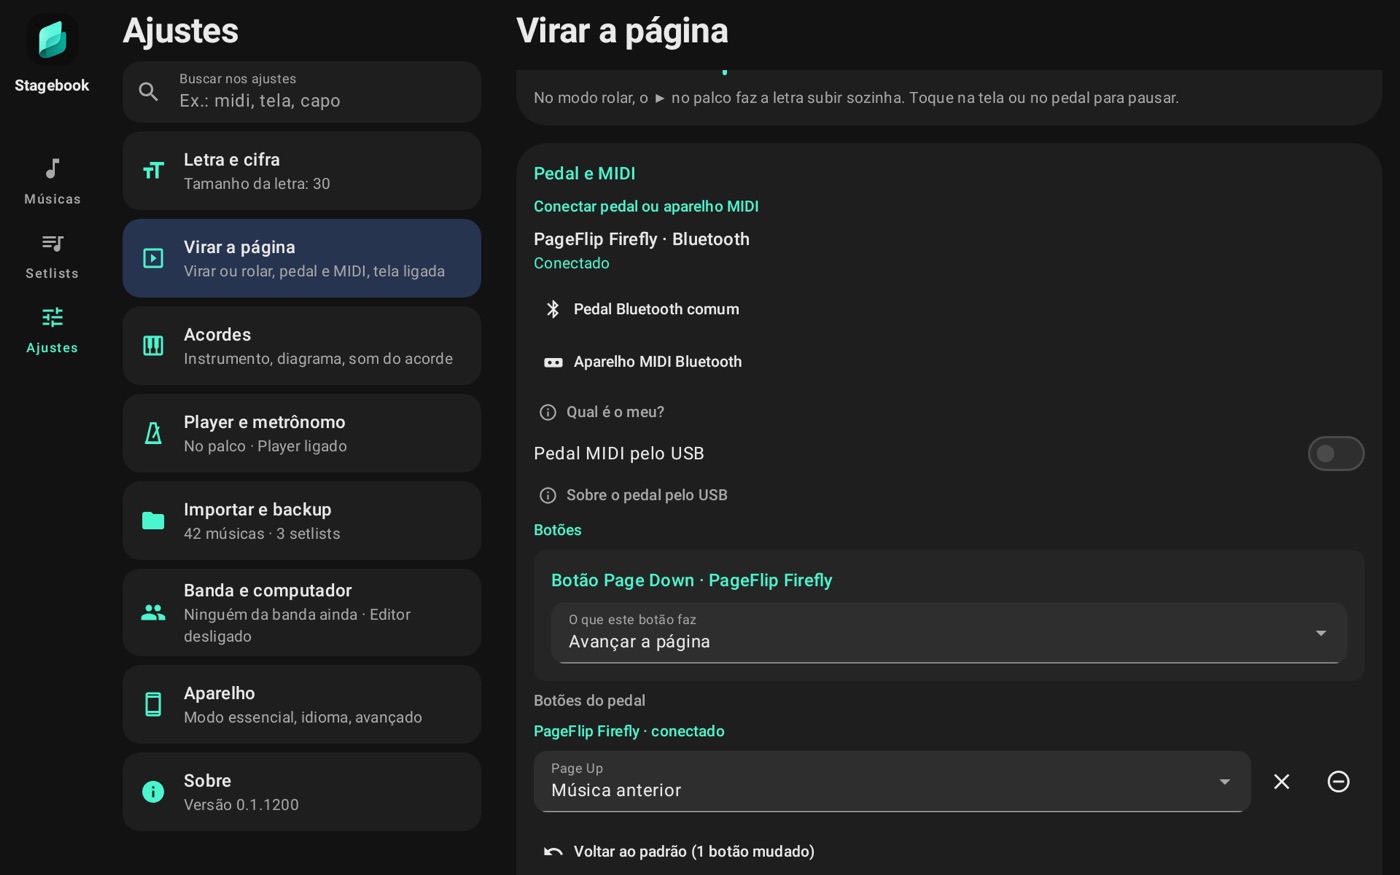 Stagebook
Músicas
Setlists
Ajustes
Ajustes
Buscar nos ajustes
Ex.: midi, tela, capo
Letra e cifra
Tamanho da letra: 30
Virar a página
Virar ou rolar, pedal e MIDI, tela ligada
Acordes
Instrumento, diagrama, som do acorde
Player e metrônomo
No palco · Player ligado
Importar e backup
42 músicas · 3 setlists
Banda e computador
Ninguém da banda ainda · Editor
desligado
Aparelho
Modo essencial, idioma, avançado
Sobre
Versão 0.1.1200
Virar a página
No modo rolar, o ► no palco faz a letra subir sozinha. Toque na tela ou no pedal para pausar.
Pedal e MIDI
Conectar pedal ou aparelho MIDI
PageFlip Firefly · Bluetooth
Conectado
Pedal Bluetooth comum
Aparelho MIDI Bluetooth
Qual é o meu?
Pedal MIDI pelo USB
Sobre o pedal pelo USB
Botões
Botão Page Down · PageFlip Firefly
O que este botão faz
Avançar a página
Botões do pedal
PageFlip Firefly · conectado
Page Up
Música anterior
Voltar ao padrão (1 botão mudado)